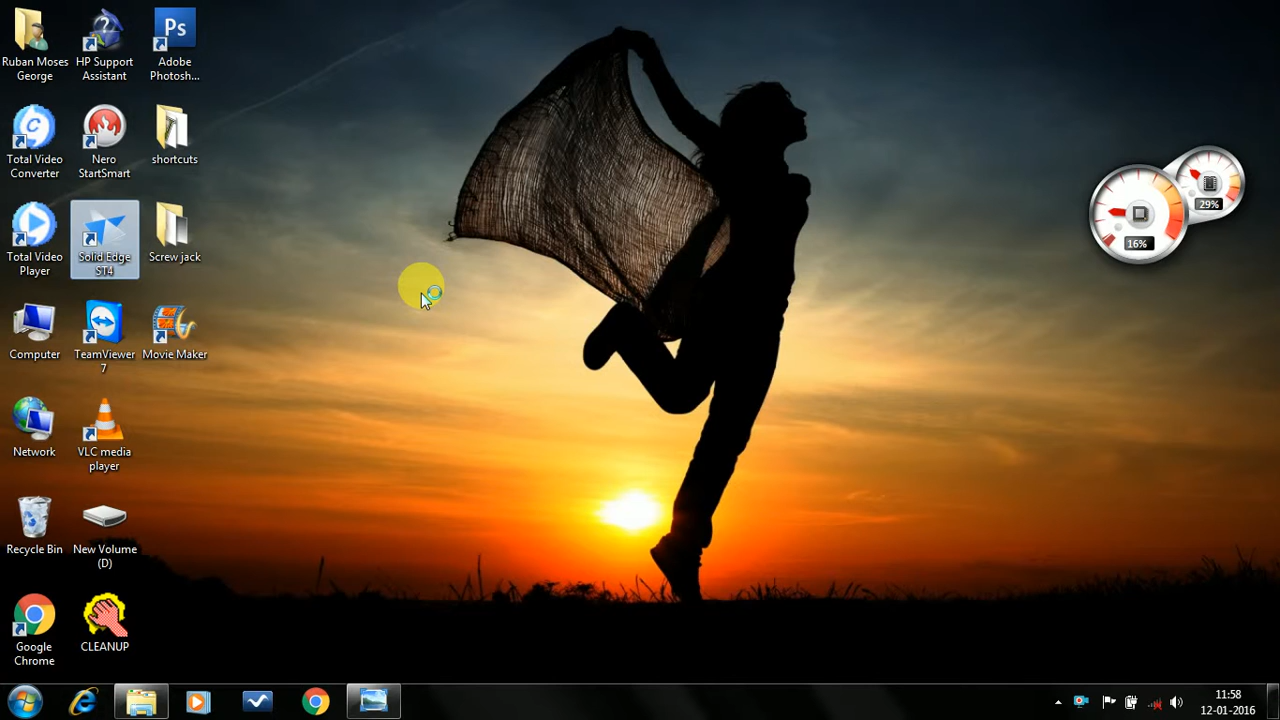 Ruban Moses
George
HP Support
Assistant
Ps
Adobe
Photosh...
Total Video
Converter
Nero
StartSmart
shortcuts
Total Video
Player
Solid Edge
ST4
Screw jack
Computer
TeamViewer
7
Movie Maker
Network
VLC media
player
Recycle Bin
New Volume
(D)
Google
Chrome
CLEANUP
16%
29%
11:58
12-01-2016